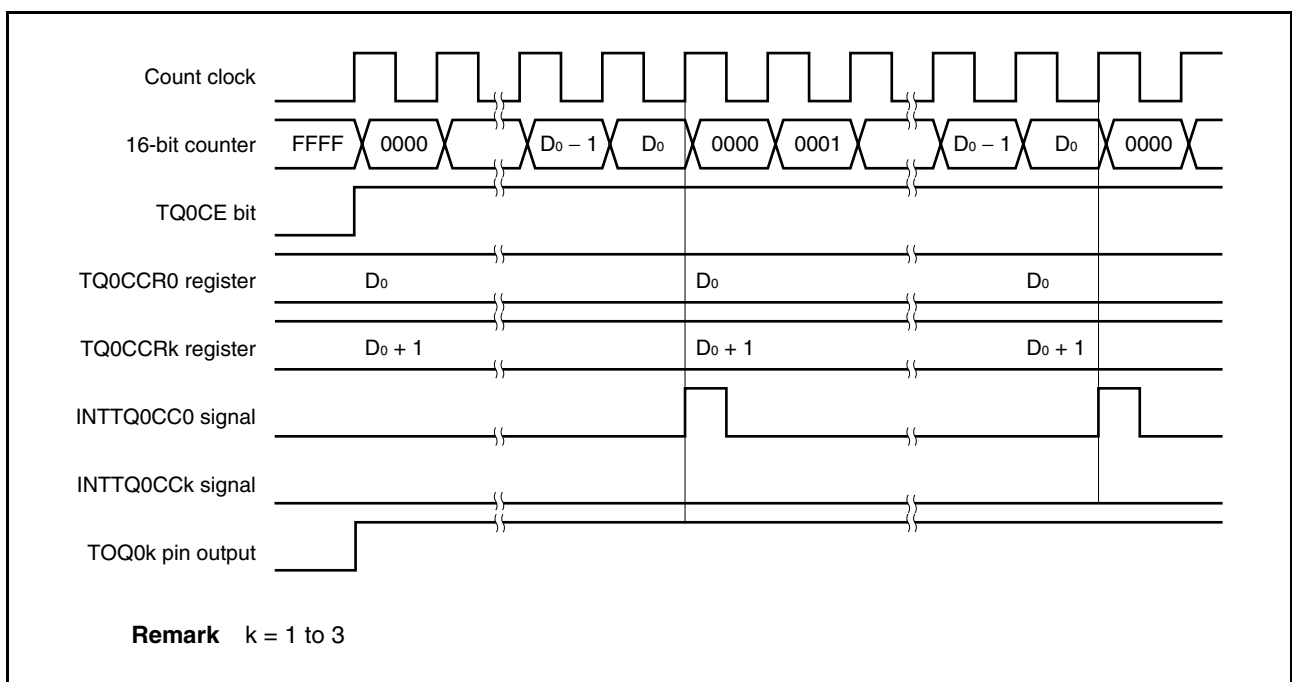 Count clock
16-bit counter FFFF 0000 D₀ − 1 D₀ 0000 0001 D₀ − 1 D₀ 0000
TQ0CE bit
TQ0CCR0 register D₀ D₀ D₀
TQ0CCRk register D₀ + 1 D₀ + 1 D₀ + 1
INTTQ0CC0 signal
INTTQ0CCk signal
TOQ0k pin output
Remark k = 1 to 3